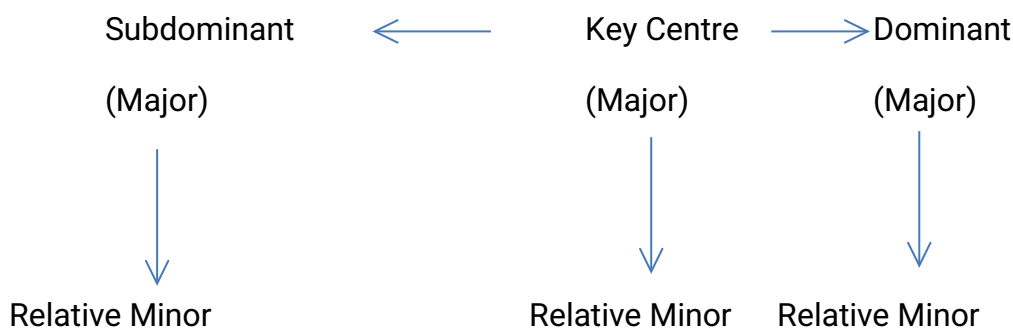 Subdominant Key Centre Dominant
(Major) (Major) (Major)
Relative Minor Relative Minor Relative Minor